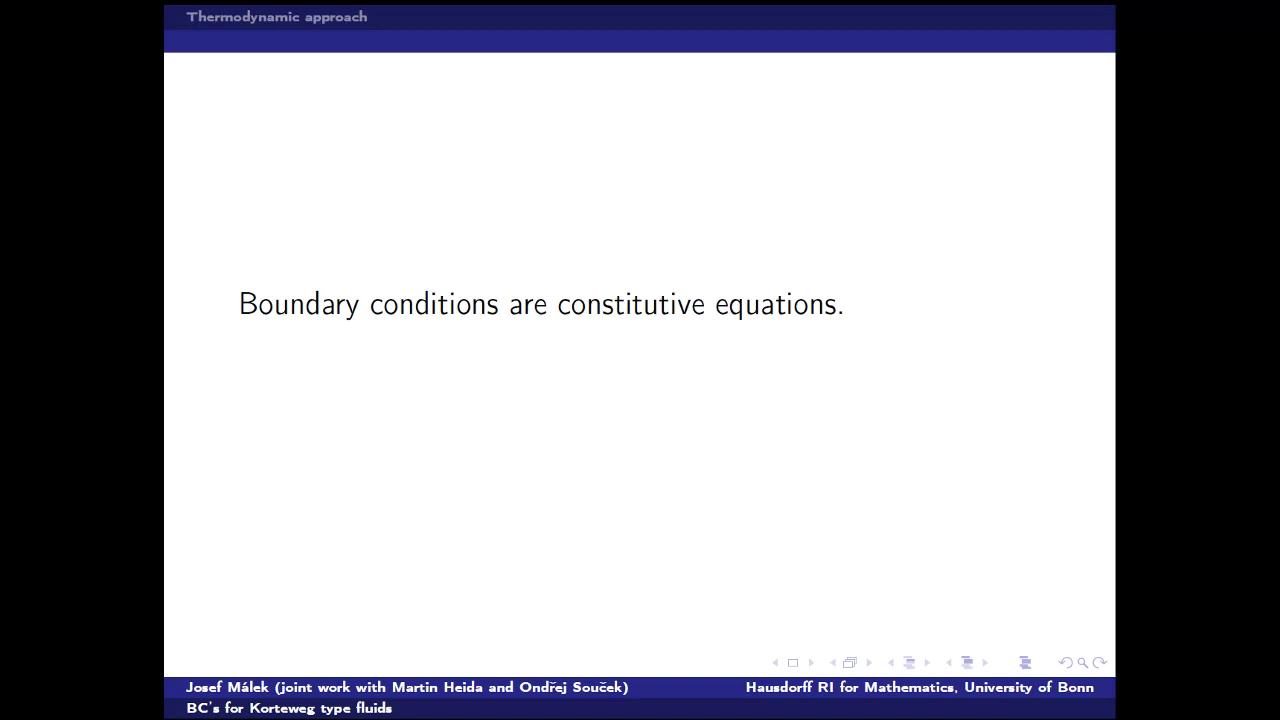 Thermodynamic approach
Boundary conditions are constitutive equations.
Josef Málek (joint work with Martin Heida and Ondřej Souček) Hausdorff RI for Mathematics, University of Bonn
BC's for Korteweg type fluids